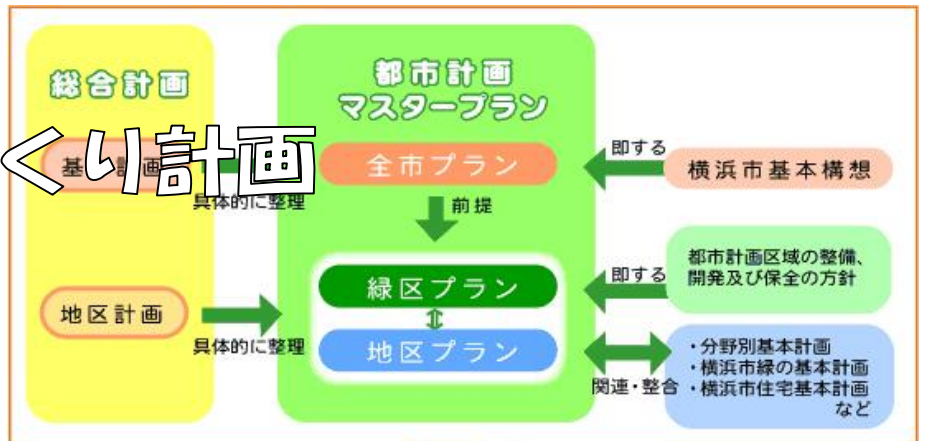 総合計画
都市計画
マスタープラン
くり計画
全市プラン
即する
横浜市基本構想
具体的に整理
前提
都市計画区域の整備、
開発及び保全の方針
緑区プラン
即する
地区計画
具体的に整理
地区プラン
関連・整合
・分野別基本計画
・横浜市緑の基本計画
・横浜市住宅基本計画
など